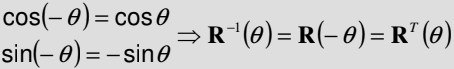 cos(− θ) = cos θ
sin(− θ) = − sin θ
⇒ R⁻¹(θ) = R(− θ) = Rᵀ(θ)